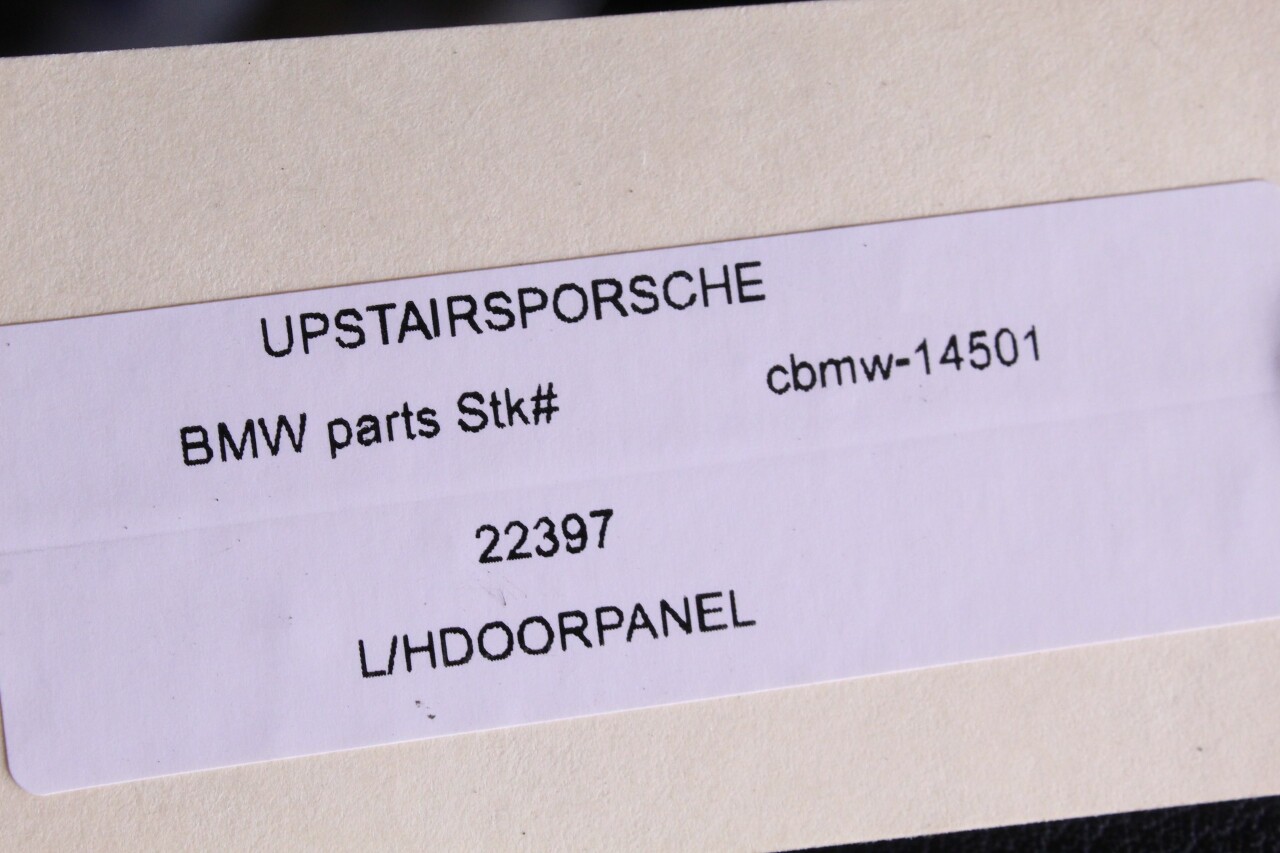 UPSTAIRSPORSCHE
BMW parts Stk# cbmw-14501
22397
L/HDOORPANEL